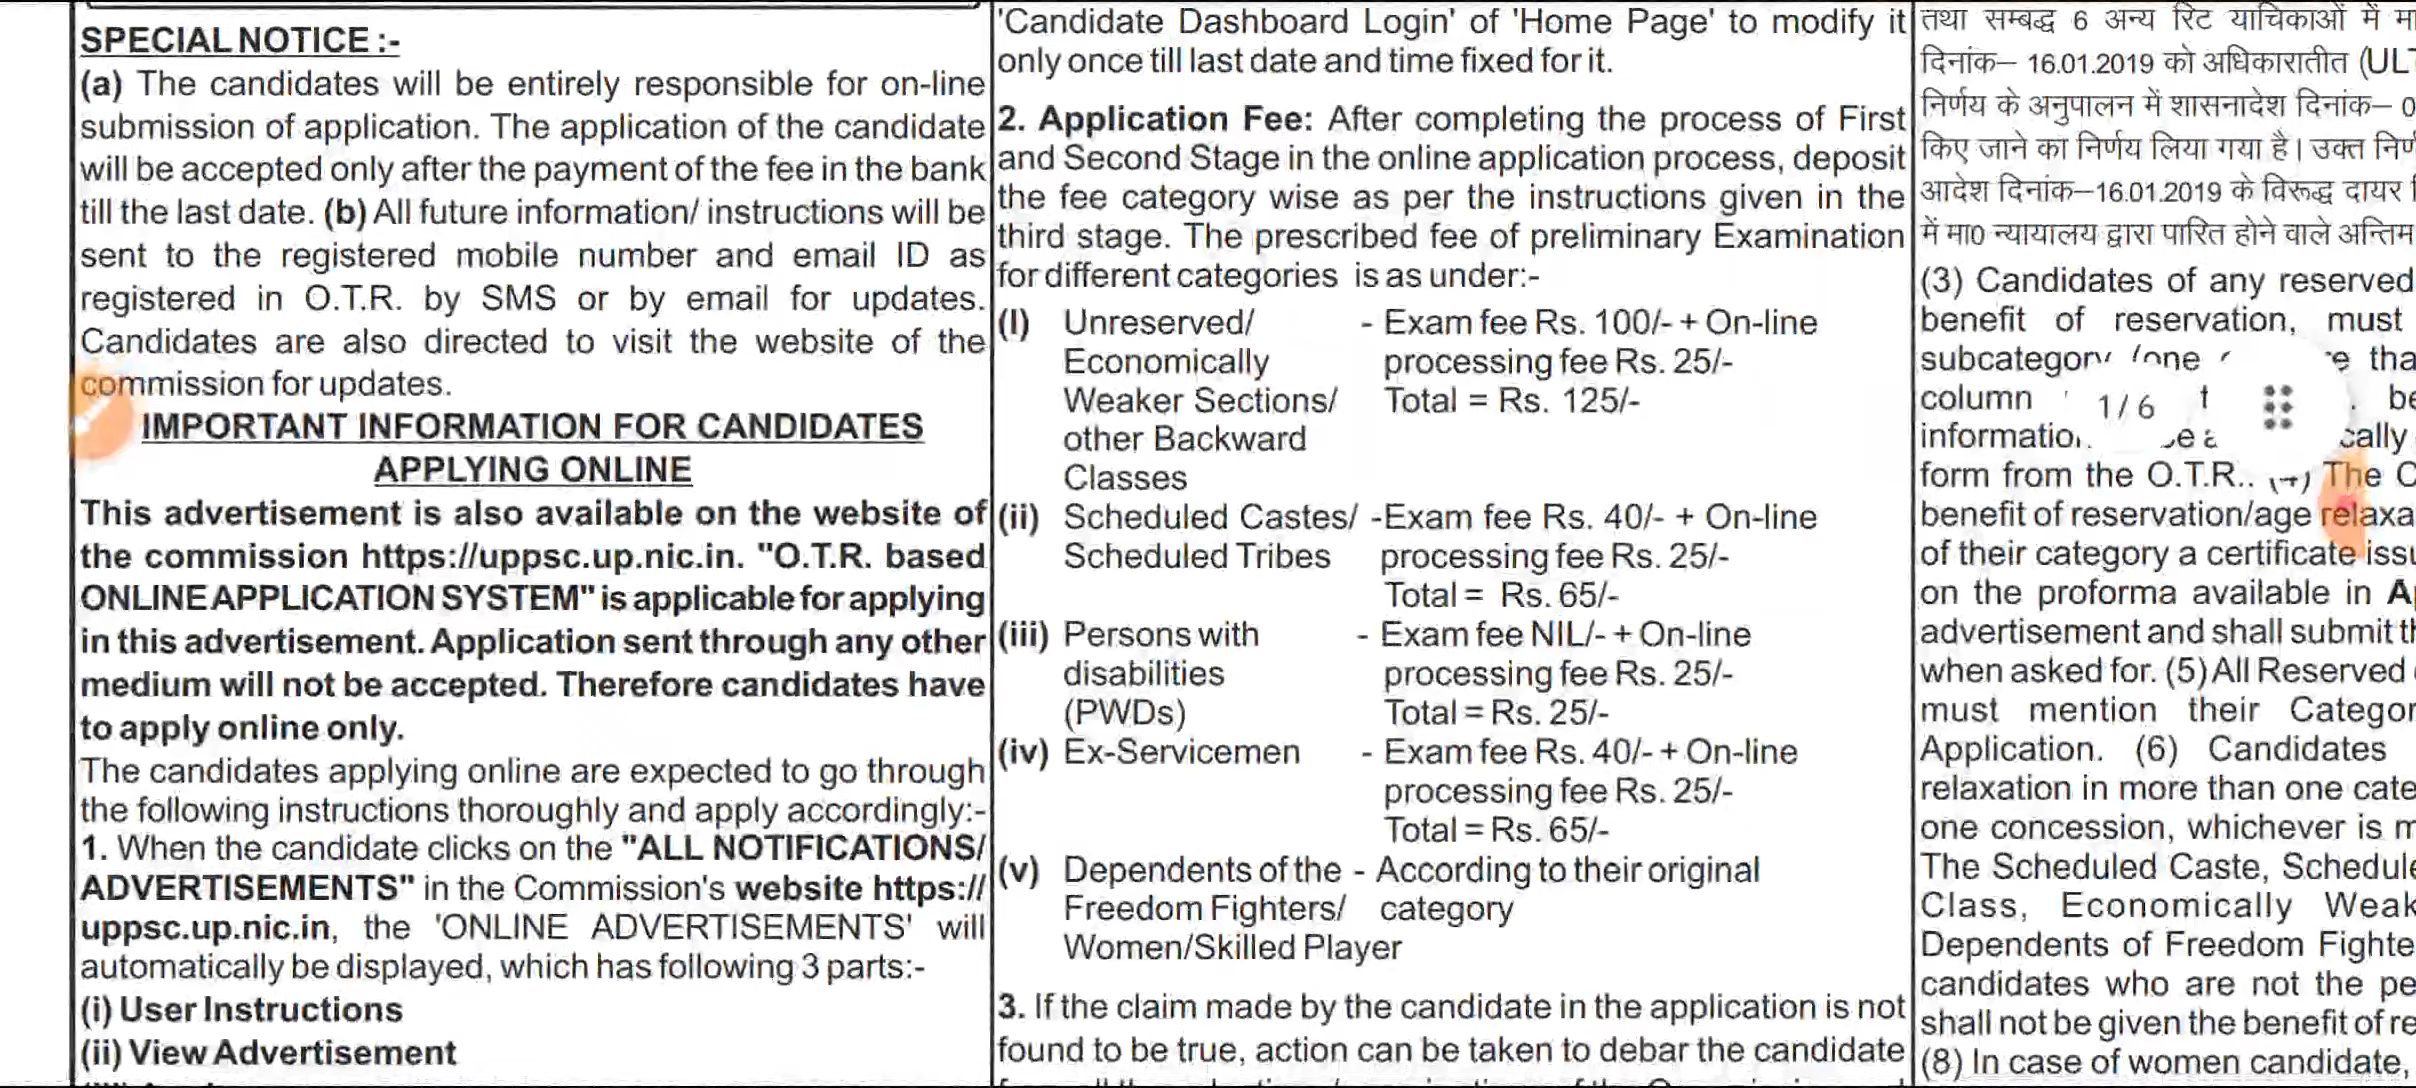 SPECIAL NOTICE :-
(a) The candidates will be entirely responsible for on-line
submission of application. The application of the candidate
will be accepted only after the payment of the fee in the bank
till the last date. (b) All future information/ instructions will be
sent to the registered mobile number and email ID as
registered in O.T.R. by SMS or by email for updates.
Candidates are also directed to visit the website of the
commission for updates.
IMPORTANT INFORMATION FOR CANDIDATES
APPLYING ONLINE
This advertisement is also available on the website of
the commission https://uppsc.up.nic.in. "O.T.R. based
ONLINE APPLICATION SYSTEM" is applicable for applying
in this advertisement. Application sent through any other
medium will not be accepted. Therefore candidates have
to apply online only.
The candidates applying online are expected to go through
the following instructions thoroughly and apply accordingly:-
1. When the candidate clicks on the "ALL NOTIFICATIONS/
ADVERTISEMENTS" in the Commission's website https://
uppsc.up.nic.in, the 'ONLINE ADVERTISEMENTS' will
automatically be displayed, which has following 3 parts:-
(i) User Instructions
(ii) View Advertisement
'Candidate Dashboard Login' of 'Home Page' to modify it
only once till last date and time fixed for it.
2. Application Fee: After completing the process of First
and Second Stage in the online application process, deposit
the fee category wise as per the instructions given in the
third stage. The prescribed fee of preliminary Examination
for different categories is as under:-
(I) Unreserved/ - Exam fee Rs. 100/- + On-line
Economically processing fee Rs. 25/-
Weaker Sections/ Total = Rs. 125/-
other Backward
Classes
(ii) Scheduled Castes/ -Exam fee Rs. 40/- + On-line
Scheduled Tribes processing fee Rs. 25/-
Total = Rs. 65/-
(iii) Persons with - Exam fee NIL/- + On-line
disabilities processing fee Rs. 25/-
(PWDs) Total = Rs. 25/-
(iv) Ex-Servicemen - Exam fee Rs. 40/- + On-line
processing fee Rs. 25/-
Total = Rs. 65/-
(v) Dependents of the - According to their original
Freedom Fighters/ category
Women/Skilled Player
3. If the claim made by the candidate in the application is not
found to be true, action can be taken to debar the candidate
तथा सम्बद्ध 6 अन्य रिट याचिकाओं में
दिनांक– 16.01.2019 को अधिकारातीत (UL
निर्णय के अनुपालन में शासनादेश दिनांक– 0
किए जाने का निर्णय लिया गया है। उक्त
आदेश दिनांक–16.01.2019 के विरूद्ध दायर
में मा0 न्यायालय द्वारा पारित होने वाले अन्तिम
(3) Candidates of any reserved
benefit of reservation, must
subcategory
column 1/6
form from the O.T.R.. The
benefit of reservation/age
of their category a certificate
on the proforma available in
advertisement and shall submit
when asked for. (5) All Reserved
must mention their
Application. (6) Candidates
relaxation in more than one
one concession, whichever is
The Scheduled Caste,
Class, Economically
Dependents of Freedom
candidates who are not the
shall not be given the benefit of
(8) In case of women candidate,